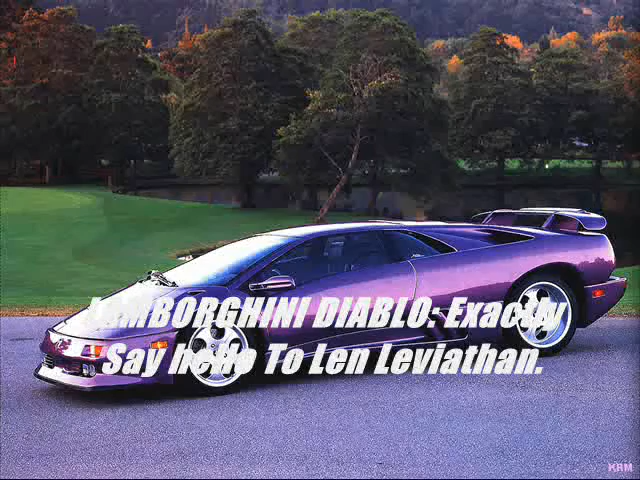 LAMBORGHINI DIABLO: Exactly
Say hello To Len Leviathan.
KRM